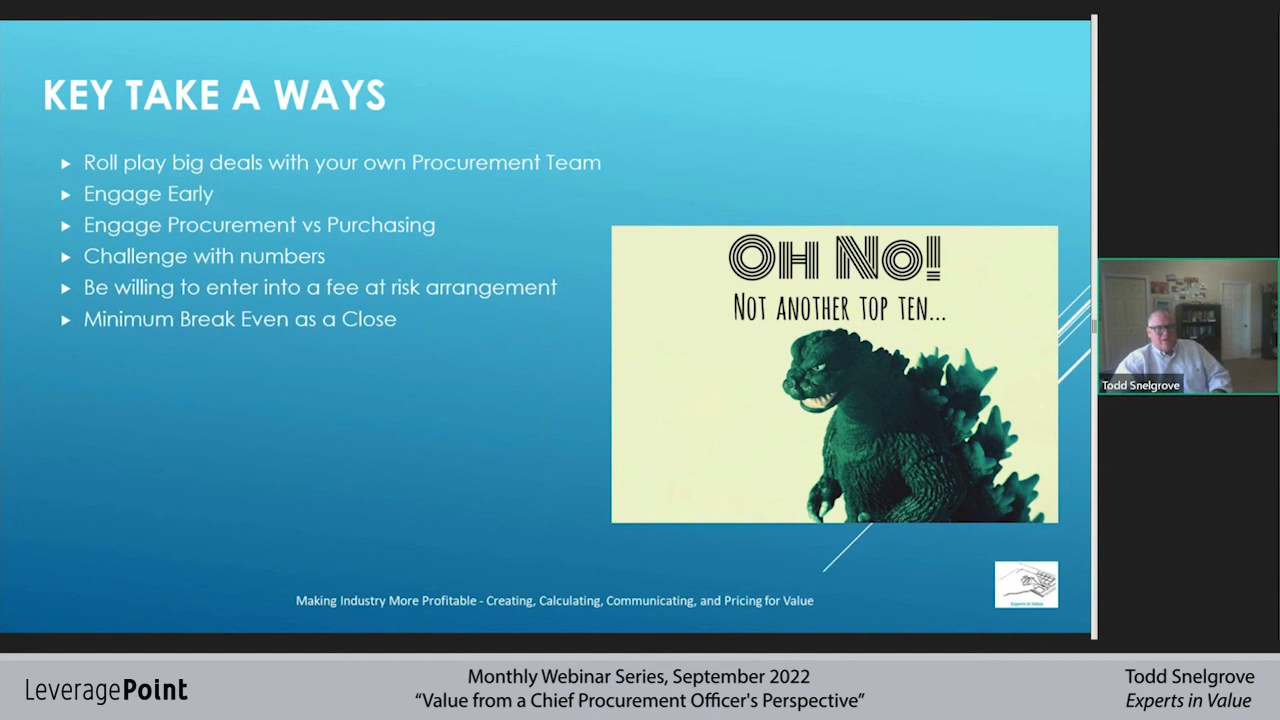 KEY TAKE A WAYS
Roll play big deals with your own Procurement Team
Engage Early
Engage Procurement vs Purchasing
Challenge with numbers
Be willing to enter into a fee at risk arrangement
Minimum Break Even as a Close
OH NO!
NOT ANOTHER TOP TEN...
Todd Snelgrove
Experts in Value
Making Industry More Profitable - Creating, Calculating, Communicating, and Pricing for Value
LeveragePoint
Monthly Webinar Series, September 2022
“Value from a Chief Procurement Officer's Perspective”
Todd Snelgrove
Experts in Value